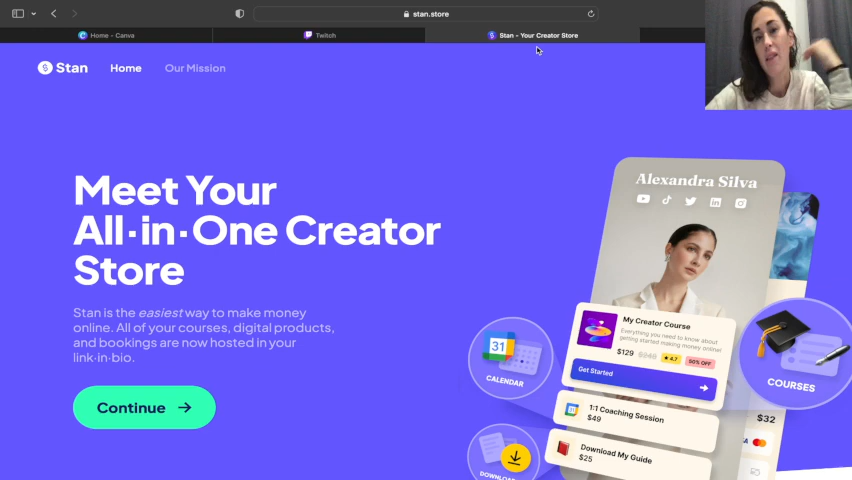 stan.store
Home – Canva
Twitch
Stan - Your Creator Store
Stan
Home
Our Mission
Meet Your
All·in·One Creator
Store
Stan is the easiest way to make money
online. All of your courses, digital products,
and bookings are now hosted in your
link·in·bio.
Continue
Alexandra Silva
My Creator Course
Everything you need to know about
getting started making money online!
$129 $249 ★ 4.7 50% OFF
Get Started
31
CALENDAR
COURSES
1:1 Coaching Session
$49
$32
Download My Guide
$25